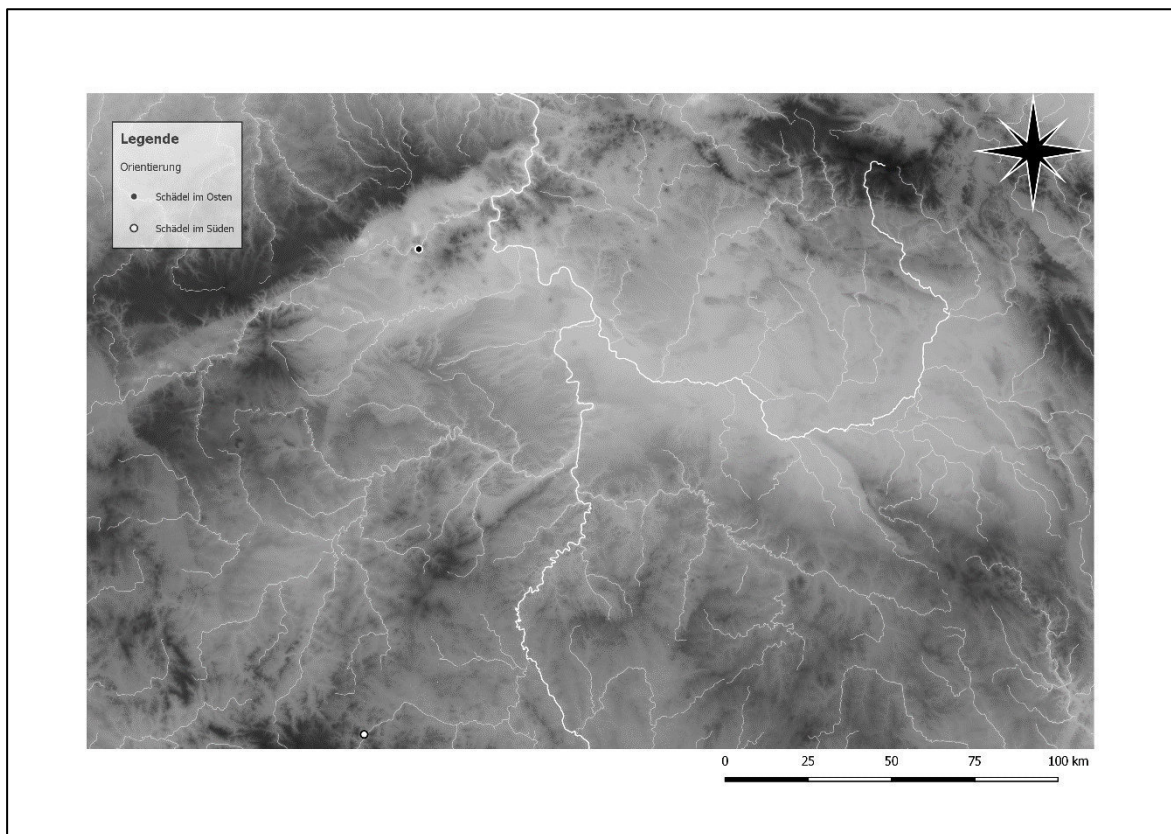 Legende
Orientierung
Schädel im Osten
Schädel im Süden
0 25 50 75 100 km